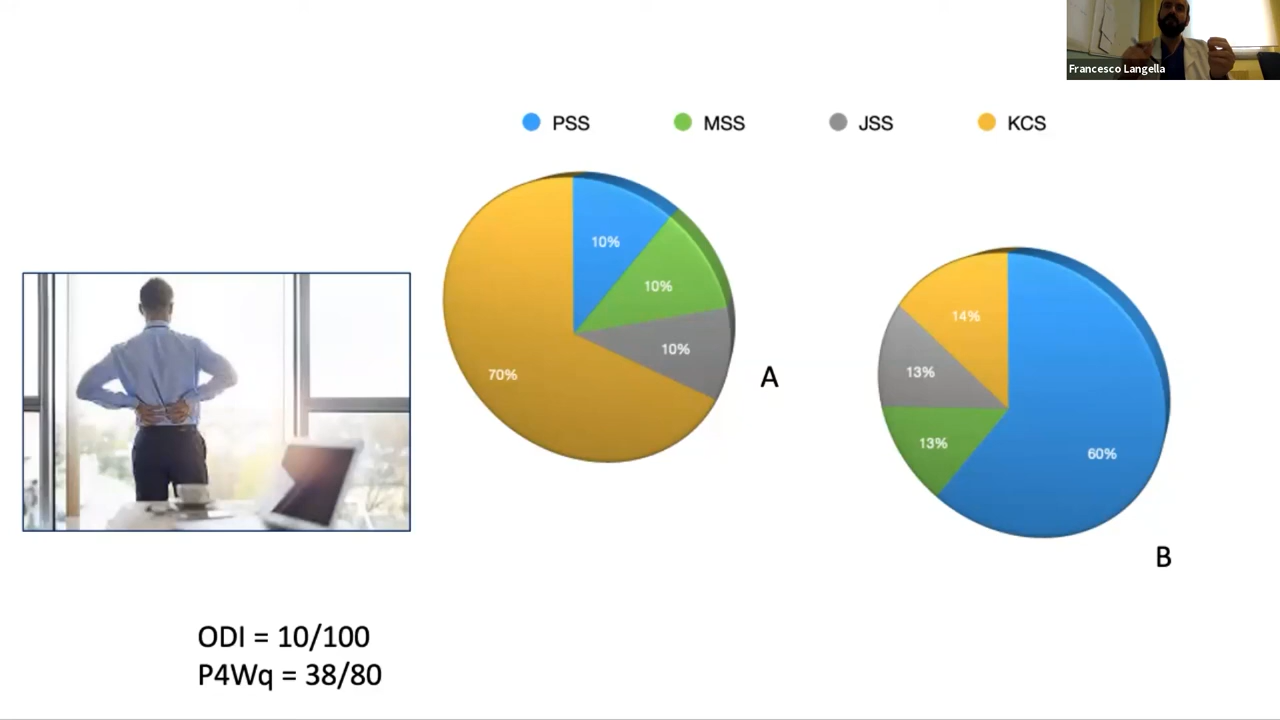 Francesco Langella
PSS MSS JSS KCS
10%
10%
10%
70%
A
14%
13%
13%
60%
B
ODI = 10/100
P4Wq = 38/80